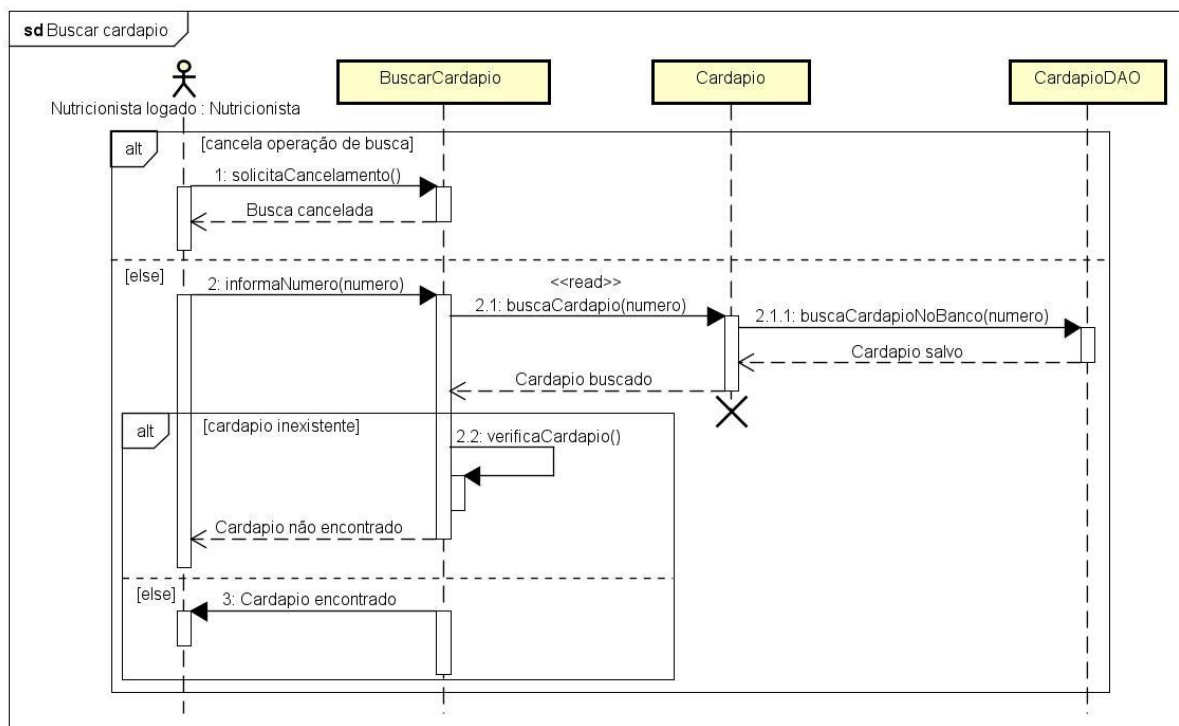 sd Buscar cardapio
BuscarCardapio
Cardapio
CardapioDAO
Nutricionista logado : Nutricionista
alt
[cancela operação de busca]
1: solicitaCancelamento()
Busca cancelada
[else]
2: informaNumero(numero)
<<read>>
2.1: buscaCardapio(numero)
2.1.1: buscaCardapioNoBanco(numero)
Cardapio salvo
Cardapio buscado
alt
[cardapio inexistente]
2.2: verificaCardapio()
Cardapio não encontrado
[else]
3: Cardapio encontrado